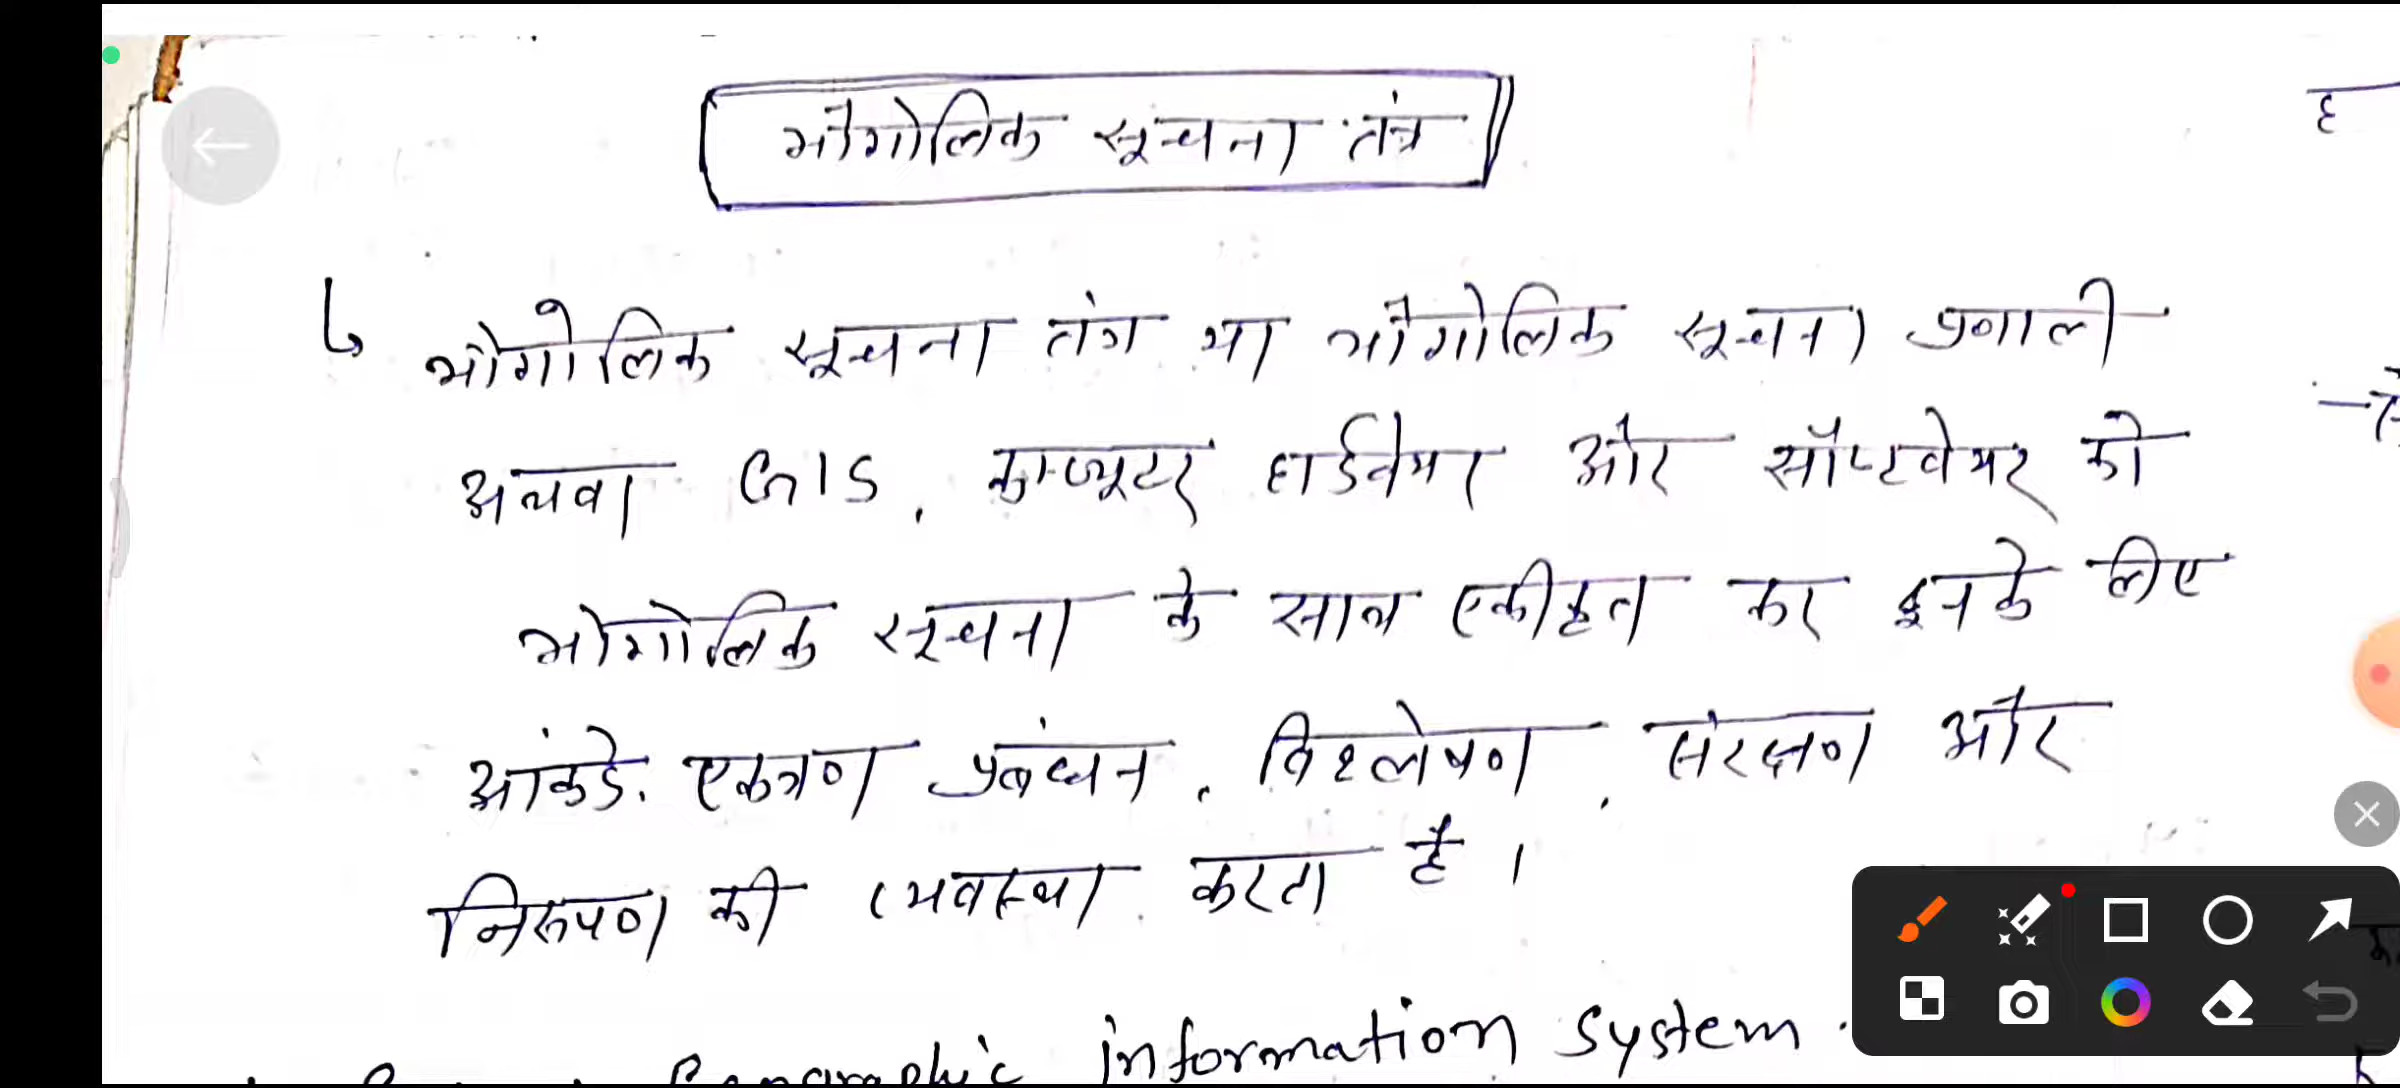 भौगोलिक सूचना तंत्र
भौगोलिक सूचना तंत्र या भौगोलिक सूचना प्रणाली
अथवा GIS, कम्प्यूटर हार्डवेयर और सॉफ्टवेयर को
भौगोलिक सूचना के साथ एकीकृत कर इनके लिए
आंकडे, एकत्रण प्रबंधन, विश्लेषण, संरक्षण और
निरूपण की व्यवस्था करता है।
Geographic information system